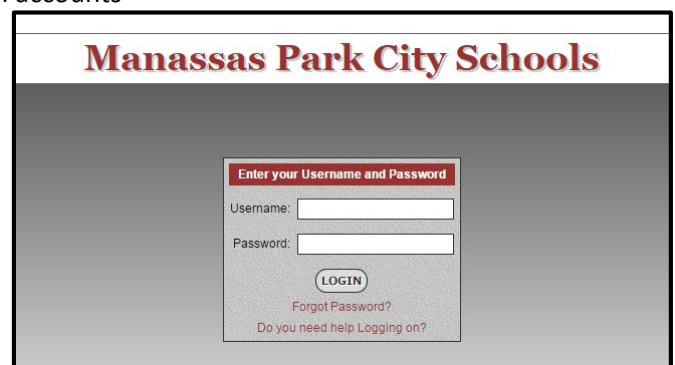 accounts
Manassas Park City Schools
Enter your Username and Password
Username:
Password:
LOGIN
Forgot Password?
Do you need help Logging on?